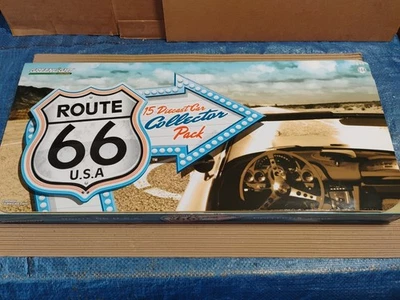 ROUTE
66
U.S.A
15 Diecast Car
Collector
Pack